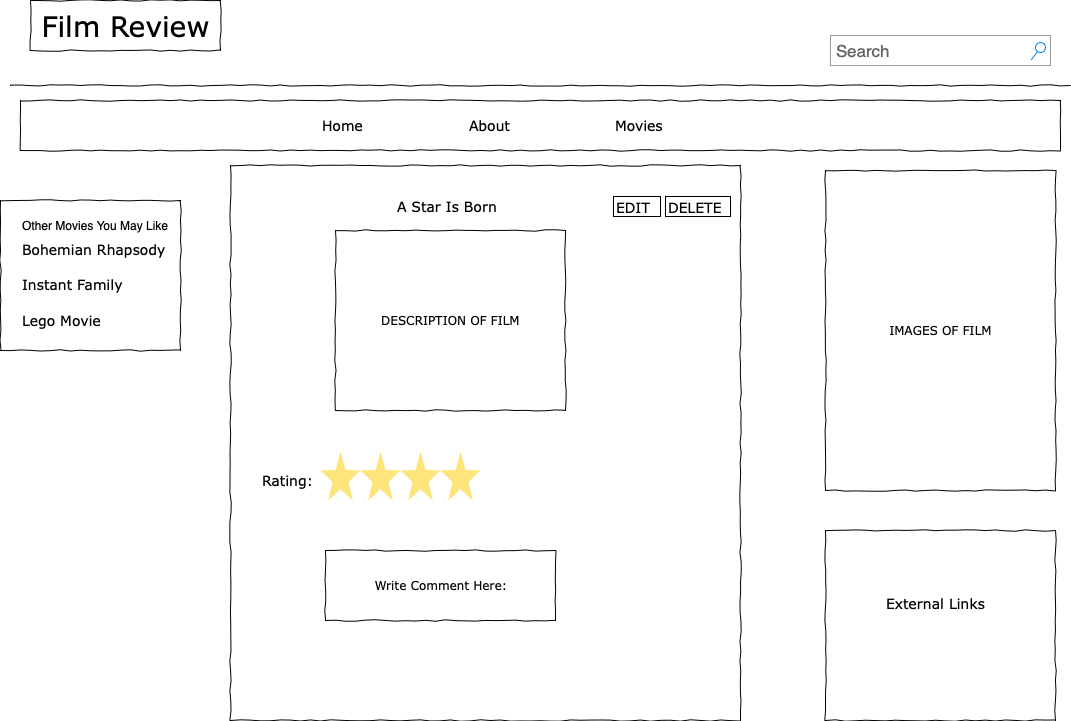 Film Review
Search
Home About Movies
Other Movies You May Like
Bohemian Rhapsody
Instant Family
Lego Movie
A Star Is Born
EDIT DELETE
DESCRIPTION OF FILM
Rating:
Write Comment Here:
IMAGES OF FILM
External Links